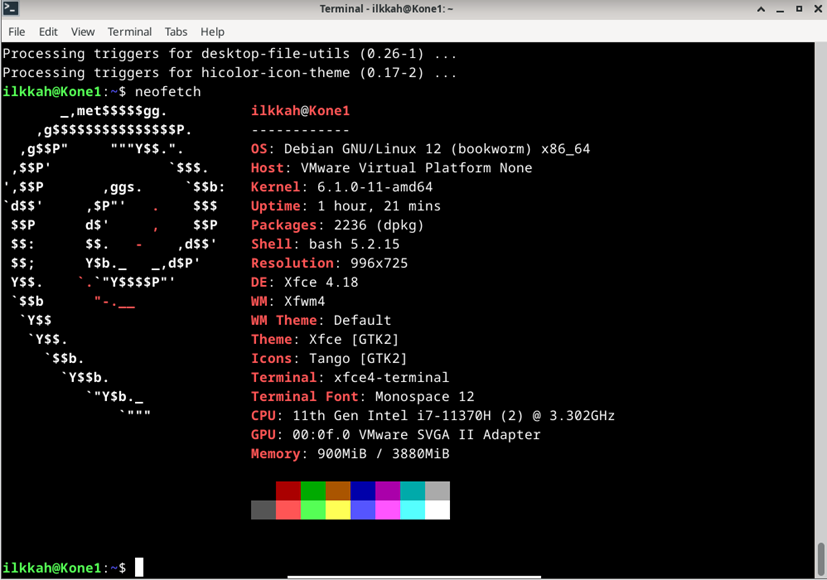 Terminal - ilkkah@Kone1: ~
File Edit View Terminal Tabs Help
Processing triggers for desktop-file-utils (0.26-1) ...
Processing triggers for hicolor-icon-theme (0.17-2) ...
ilkkah@Kone1:~$ neofetch
       _,met$$$$$gg.          ilkkah@Kone1
    ,g$$$$$$$$$$$$$$$P.       ------------
  ,g$$P"     """Y$$.".        OS: Debian GNU/Linux 12 (bookworm) x86_64
 ,$$P'              `$$$.     Host: VMware Virtual Platform None
',$$P       ,ggs.     `$$b:   Kernel: 6.1.0-11-amd64
`d$$'     ,$P"'   .    $$$    Uptime: 1 hour, 21 mins
 $$P      d$'     ,    $$P    Packages: 2236 (dpkg)
 $$:      $$.   -    ,d$$'    Shell: bash 5.2.15
 $$;      Y$b._   _,d$P'      Resolution: 996x725
 Y$$.    `.`"Y$$$$P"'         DE: Xfce 4.18
 `$$b      "-.__              WM: Xfwm4
  `Y$$                        WM Theme: Default
   `Y$$.                      Theme: Xfce [GTK2]
     `$$b.                    Icons: Tango [GTK2]
       `Y$$b.                 Terminal: xfce4-terminal
          `"Y$b._             Terminal Font: Monospace 12
              `"""            CPU: 11th Gen Intel i7-11370H (2) @ 3.302GHz
                              GPU: 00:0f.0 VMware SVGA II Adapter
                              Memory: 900MiB / 3880MiB
ilkkah@Kone1:~$